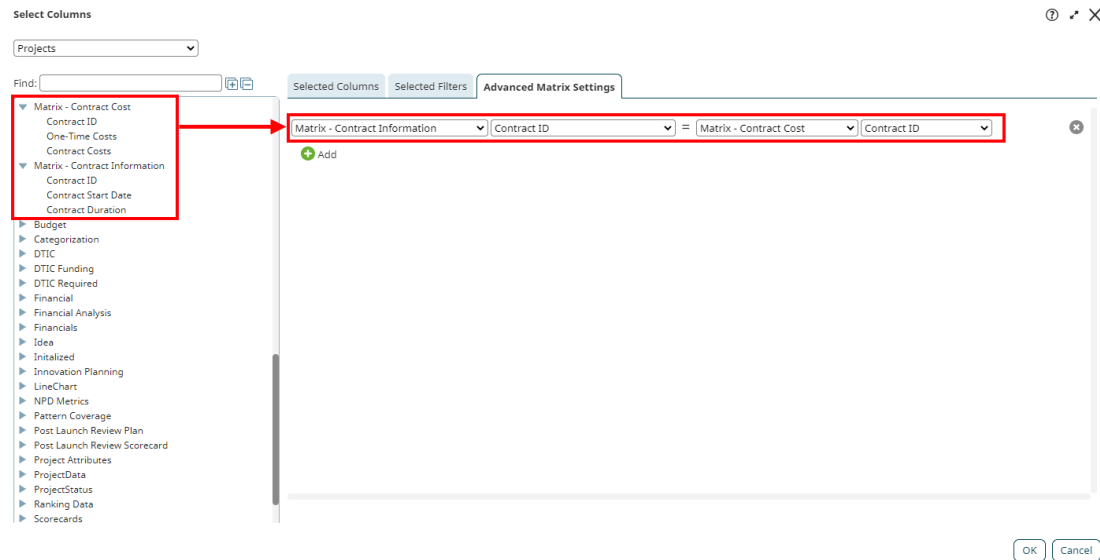 Select Columns
Projects
Find:
Matrix - Contract Cost
Contract ID
One-Time Costs
Contract Costs
Matrix - Contract Information
Contract ID
Contract Start Date
Contract Duration
Budget
Categorization
DTIC
DTIC Funding
DTIC Required
Financial
Financial Analysis
Financials
Idea
Initalized
Innovation Planning
LineChart
NPD Metrics
Pattern Coverage
Post Launch Review Plan
Post Launch Review Scorecard
Project Attributes
ProjectData
ProjectStatus
Ranking Data
Scorecards
Selected Columns Selected Filters Advanced Matrix Settings
Matrix - Contract Information Contract ID = Matrix - Contract Cost Contract ID
Add
OK Cancel